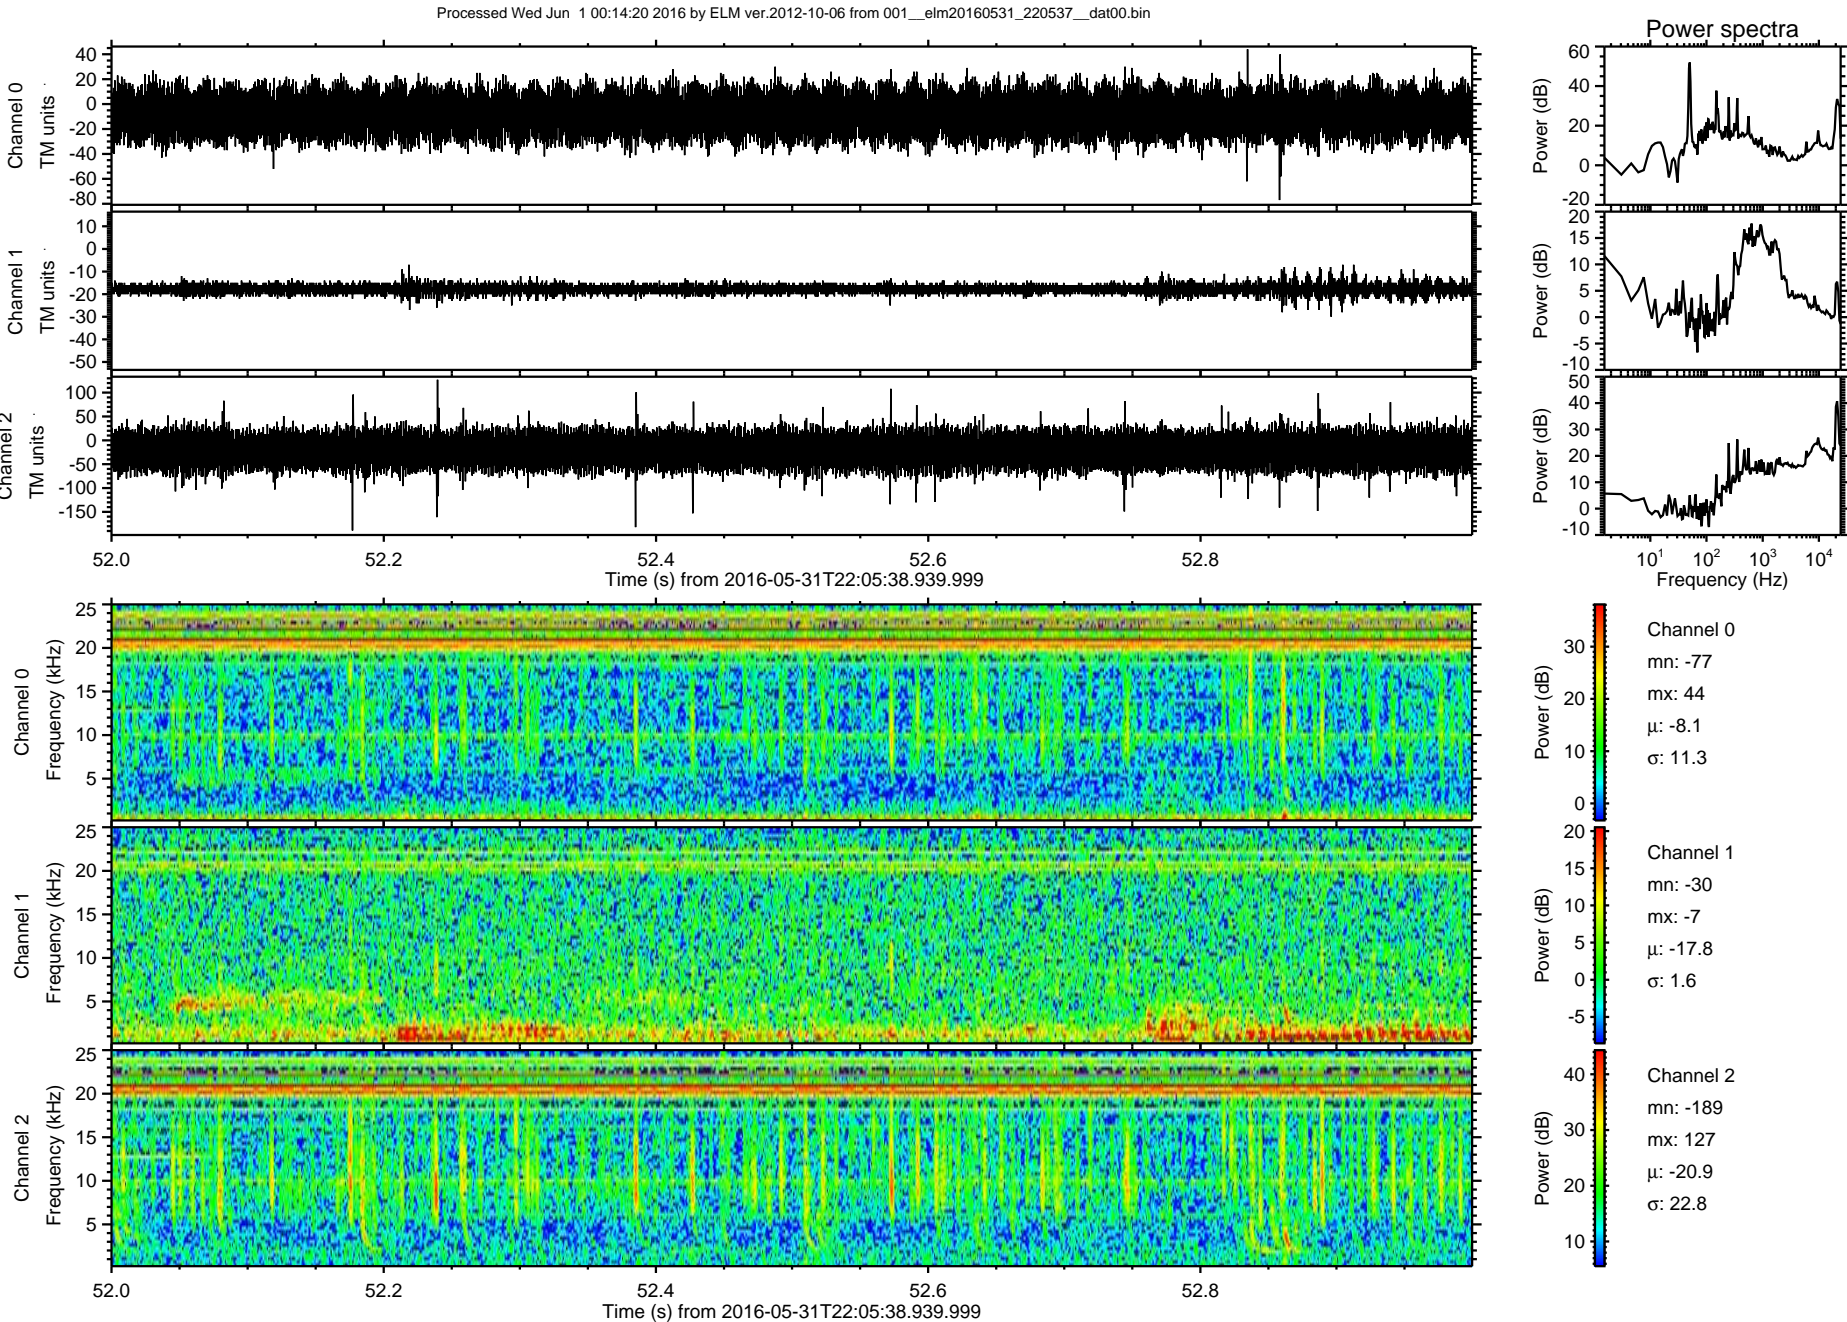 Processed Wed Jun  1 00:14:20 2016 by ELM ver.2012-10-06 from 001__elm20160531_220537__dat00.bin
Power spectra
Channel 0
TM units
40
20
0
-20
-40
-60
-80
Power (dB)
60
40
20
0
-20
Channel 1
TM units
10
0
-10
-20
-30
-40
-50
Power (dB)
20
15
10
5
0
-5
-10
Channel 2
TM units
100
50
0
-50
-100
-150
Power (dB)
50
40
30
20
10
0
-10
52.0 52.2 52.4 52.6 52.8
Time (s) from 2016-05-31T22:05:38.939.999
10^1 10^2 10^3 10^4
Frequency (Hz)
Channel 0
Frequency (kHz)
25
20
15
10
5
Power (dB)
30
20
10
0
Channel 0
mn: -77
mx: 44
μ: -8.1
σ: 11.3
Channel 1
Frequency (kHz)
25
20
15
10
5
Power (dB)
20
15
10
5
0
-5
Channel 1
mn: -30
mx: -7
μ: -17.8
σ: 1.6
Channel 2
Frequency (kHz)
25
20
15
10
5
Power (dB)
40
30
20
10
Channel 2
mn: -189
mx: 127
μ: -20.9
σ: 22.8
52.0 52.2 52.4 52.6 52.8
Time (s) from 2016-05-31T22:05:38.939.999